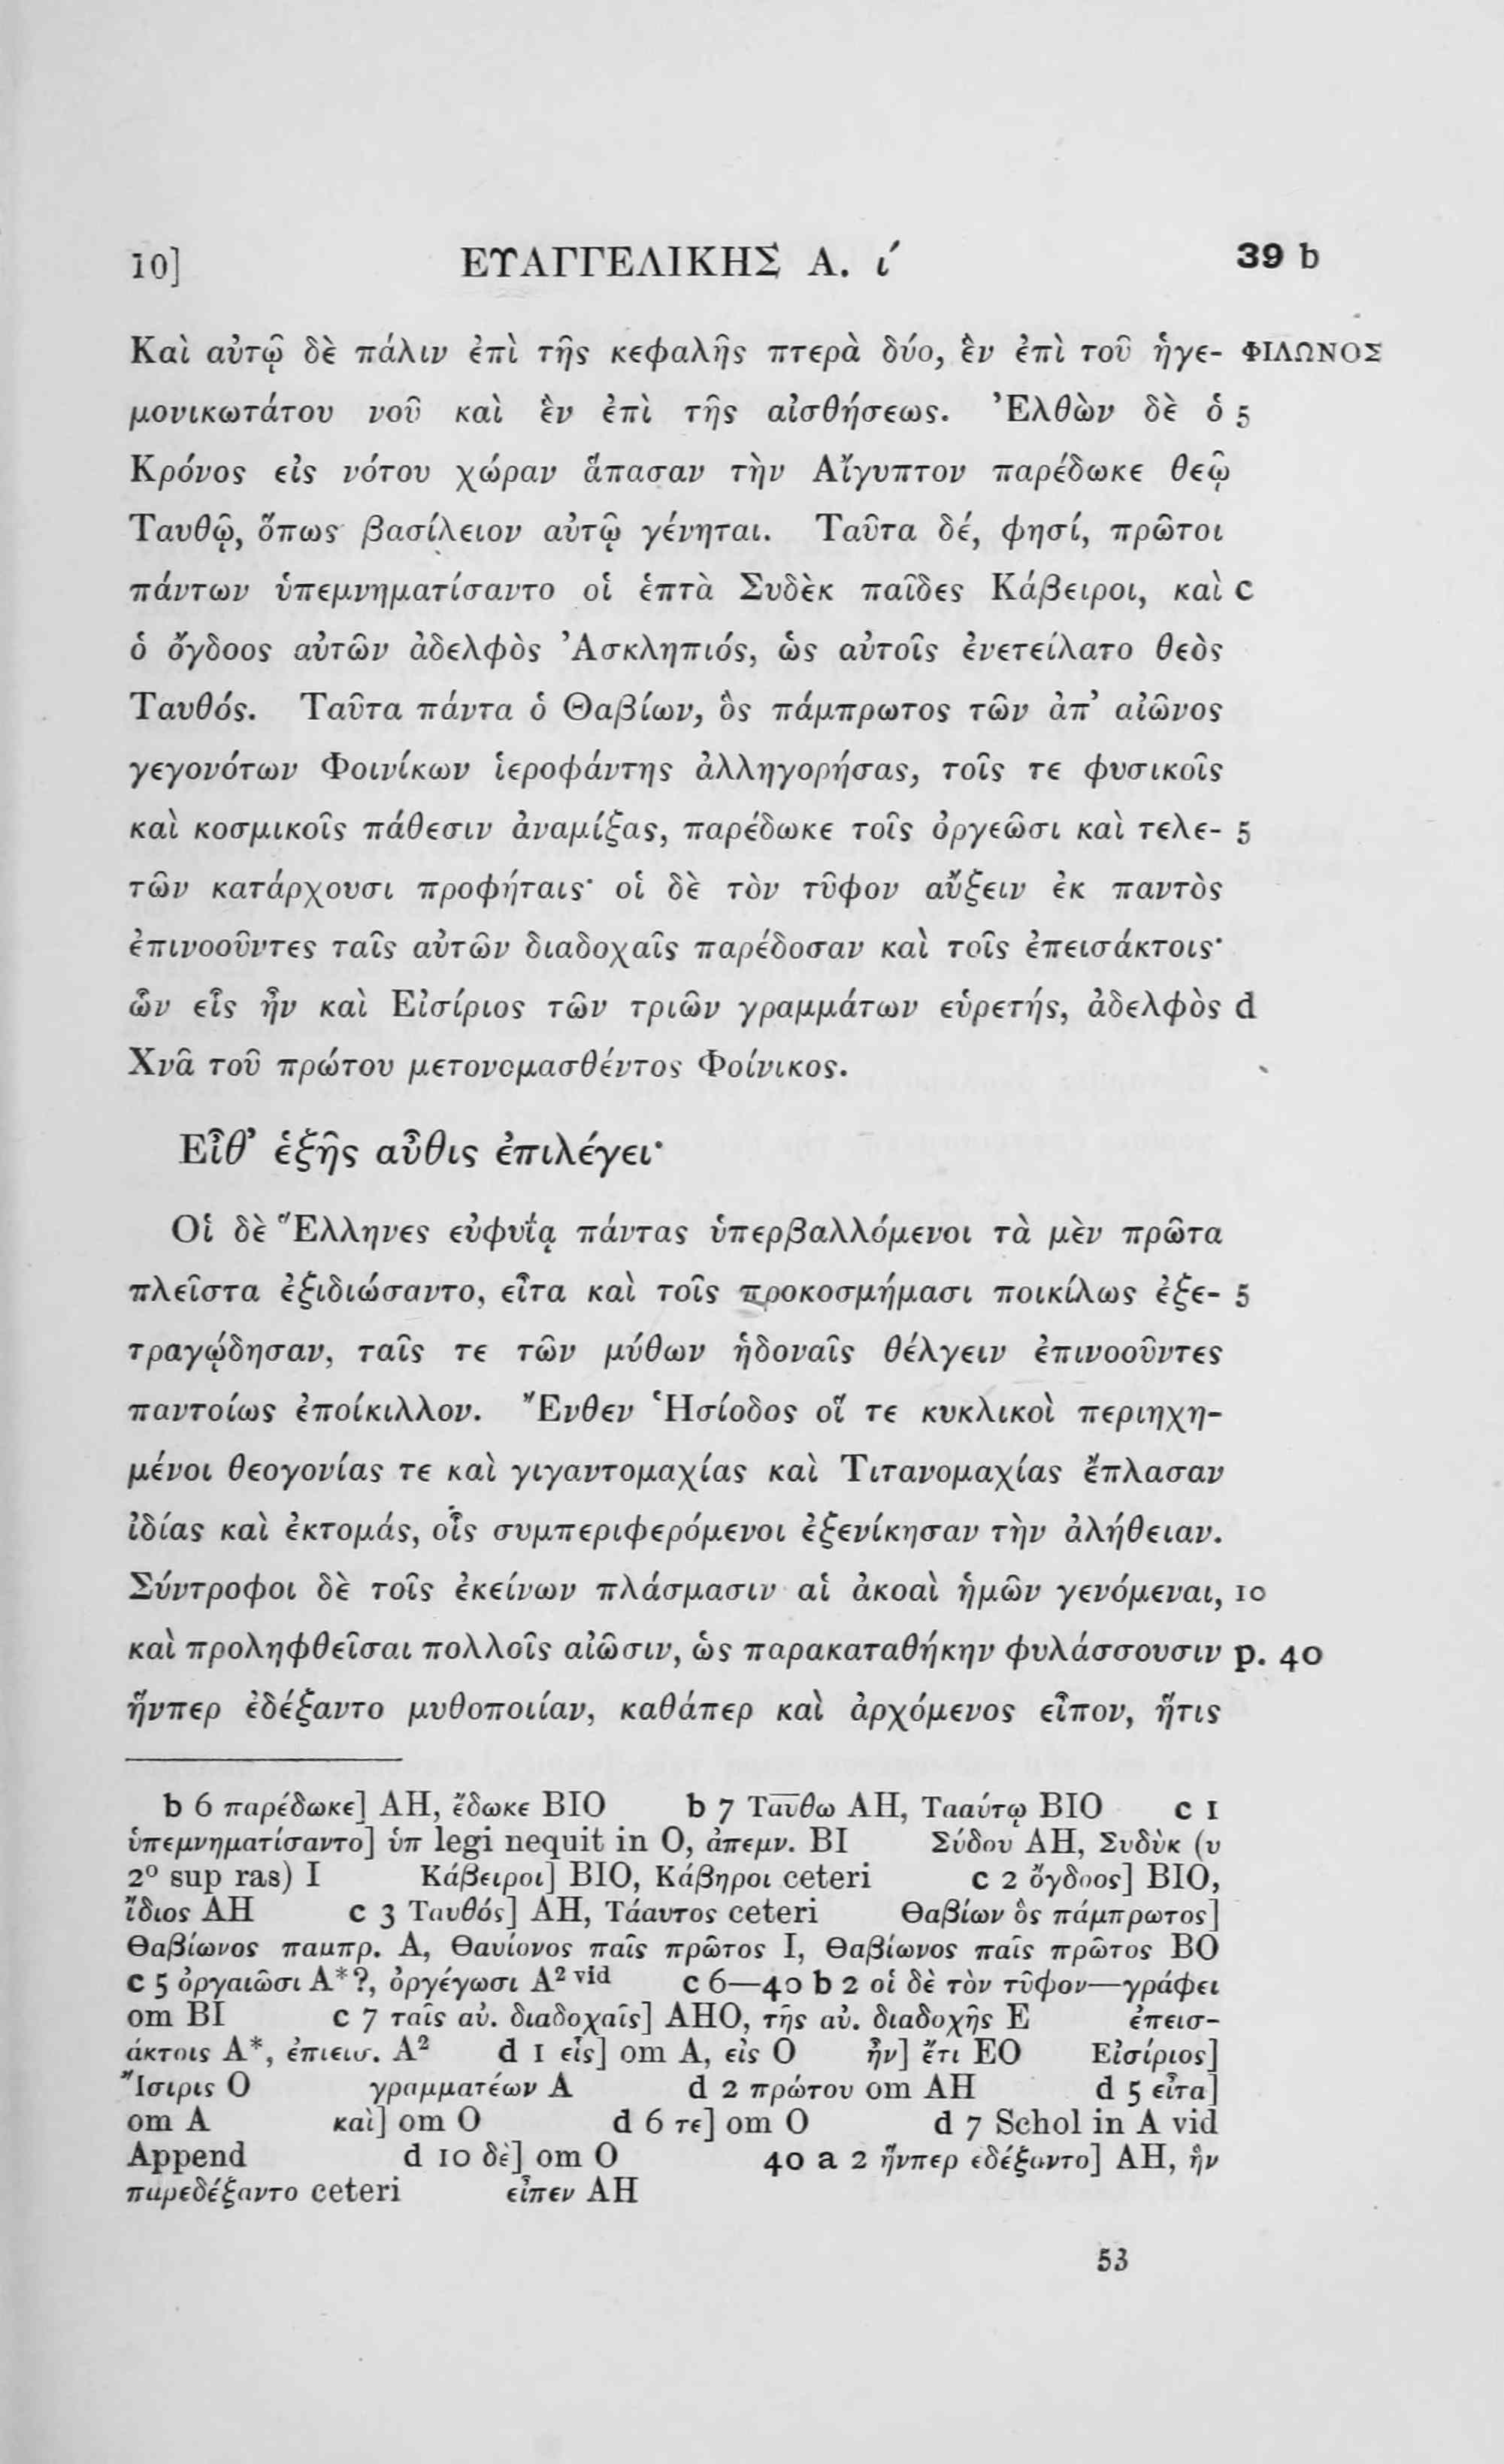 10] ΕΥΑΓΓΕΛΙΚΗΣ Α. ί 39 b
Καὶ αὐτῷ δὲ πάλιν ἐπὶ τῆς κεφαλῆς πτερὰ δύο, ἓν ἐπὶ τοῦ ἡγε- ΦΙΛΩΝΟΣ
μονικωτάτου νοῦ καὶ ἓν ἐπὶ τῆς αἰσθήσεως. Ἐλθὼν δὲ ὁ 5
Κρόνος εἰς νότου χώραν ἅπασαν τὴν Αἴγυπτον παρέδωκε θεῷ
Ταυθῷ, ὅπως βασίλειον αὐτῷ γένηται. Ταῦτα δέ, φησί, πρῶτοι
πάντων ὑπεμνηματίσαντο οἱ ἑπτὰ Συδὲκ παῖδες Κάβειροι, καὶ c
ὁ ὄγδοος αὐτῶν ἀδελφὸς Ἀσκληπιός, ὡς αὐτοῖς ἐνετείλατο θεὸς
Ταυθός. Ταῦτα πάντα ὁ Θαβίων, ὃς πάμπρωτος τῶν ἀπ’ αἰῶνος
γεγονότων Φοινίκων ἱεροφάντης ἀλληγορήσας, τοῖς τε φυσικοῖς
καὶ κοσμικοῖς πάθεσιν ἀναμίξας, παρέδωκε τοῖς ὀργεῶσι καὶ τελε- 5
τῶν κατάρχουσι προφήταις· οἱ δὲ τὸν τῦφον αὔξειν ἐκ παντὸς
ἐπινοοῦντες ταῖς αὐτῶν διαδοχαῖς παρέδοσαν καὶ τοῖς ἐπεισάκτοις·
ὧν εἷς ἦν καὶ Εἰσίριος τῶν τριῶν γραμμάτων εὑρετής, ἀδελφὸς d
Χνᾶ τοῦ πρώτου μετονομασθέντος Φοίνικος.
Εἶθ’ ἑξῆς αὖθις ἐπιλέγει·
Οἱ δὲ Ἕλληνες εὐφυΐᾳ πάντας ὑπερβαλλόμενοι τὰ μὲν πρῶτα
πλεῖστα ἐξιδιώσαντο, εἶτα καὶ τοῖς προκοσμήμασι ποικίλως ἐξε- 5
τραγῴδησαν, ταῖς τε τῶν μύθων ἡδοναῖς θέλγειν ἐπινοοῦντες
παντοίως ἐποίκιλλον. Ἔνθεν Ἡσίοδος οἵ τε κυκλικοὶ περιηχη-
μένοι θεογονίας τε καὶ γιγαντομαχίας καὶ Τιτανομαχίας ἔπλασαν
ἰδίας καὶ ἐκτομάς, οἷς συμπεριφερόμενοι ἐξενίκησαν τὴν ἀλήθειαν.
Σύντροφοι δὲ τοῖς ἐκείνων πλάσμασιν αἱ ἀκοαὶ ἡμῶν γενόμεναι, 10
καὶ προληφθεῖσαι πολλοῖς αἰῶσιν, ὡς παρακαταθήκην φυλάσσουσιν p. 40
ἥνπερ ἐδέξαντο μυθοποιίαν, καθάπερ καὶ ἀρχόμενος εἶπον, ἥτις
b 6 παρέδωκε] AH, ἔδωκε BIO b 7 Ταυθω AH, Τααύτῳ BIO c 1
ὑπεμνηματίσαντο] ὑπ legi nequit in O, ἀπεμν. BI Σύδου AH, Συδὺκ (υ
2º sup ras) I Κάβειροι] BIO, Κάβηροι ceteri c 2 ὄγδοος] BIO,
ἴδιος AH c 3 Ταυθός] AH, Τάαυτος ceteri Θαβίων ὃς πάμπρωτος]
Θαβίωνος παμπρ. A, Θαυίονος παῖς πρῶτος I, Θαβίωνος παῖς πρῶτος BO
c 5 ὀργαιῶσι A*?, ὀργέγωσι A² vid c 6—40 b 2 οἱ δὲ τὸν τῦφον—γράφει
om BI c 7 ταῖς αὐ. διαδοχαῖς] AHO, τῆς αὐ. διαδοχῆς E ἐπεισ-
άκτοις A*, ἐπιεισ. A² d 1 εἷς] om A, εἰς O ἦν] ἔτι EO Εἰσίριος]
Ἴσιρις O γραμματέων A d 2 πρώτου om AH d 5 εἶτα]
om A καὶ] om O d 6 τε] om O d 7 Schol in A vid
Append d 10 δὲ] om O 40 a 2 ἥνπερ ἐδέξαντο] AH, ἣν
παρεδέξαντο ceteri εἶπεν AH
53